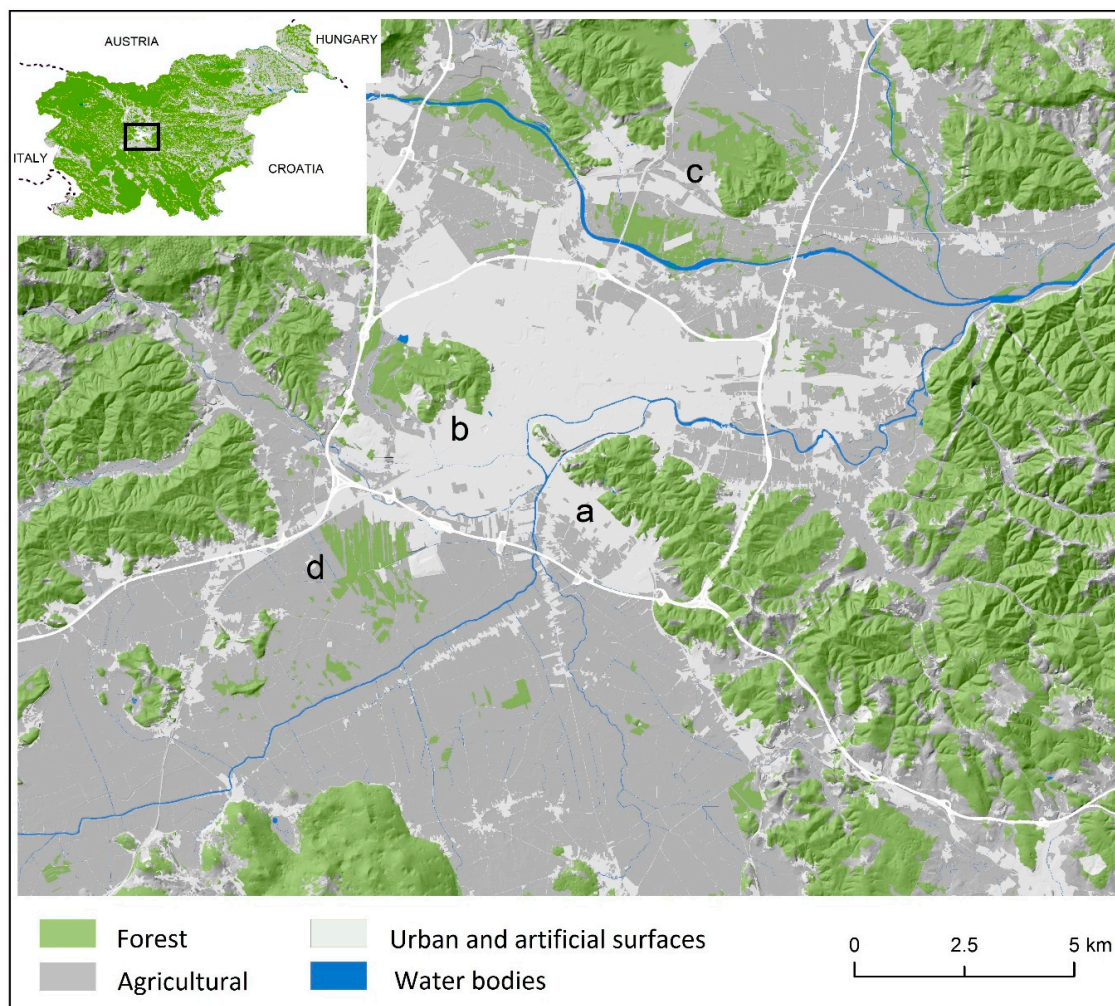 AUSTRIA
HUNGARY
ITALY
CROATIA
c
b
a
d
Forest
Urban and artificial surfaces
Agricultural
Water bodies
0 2.5 5 km